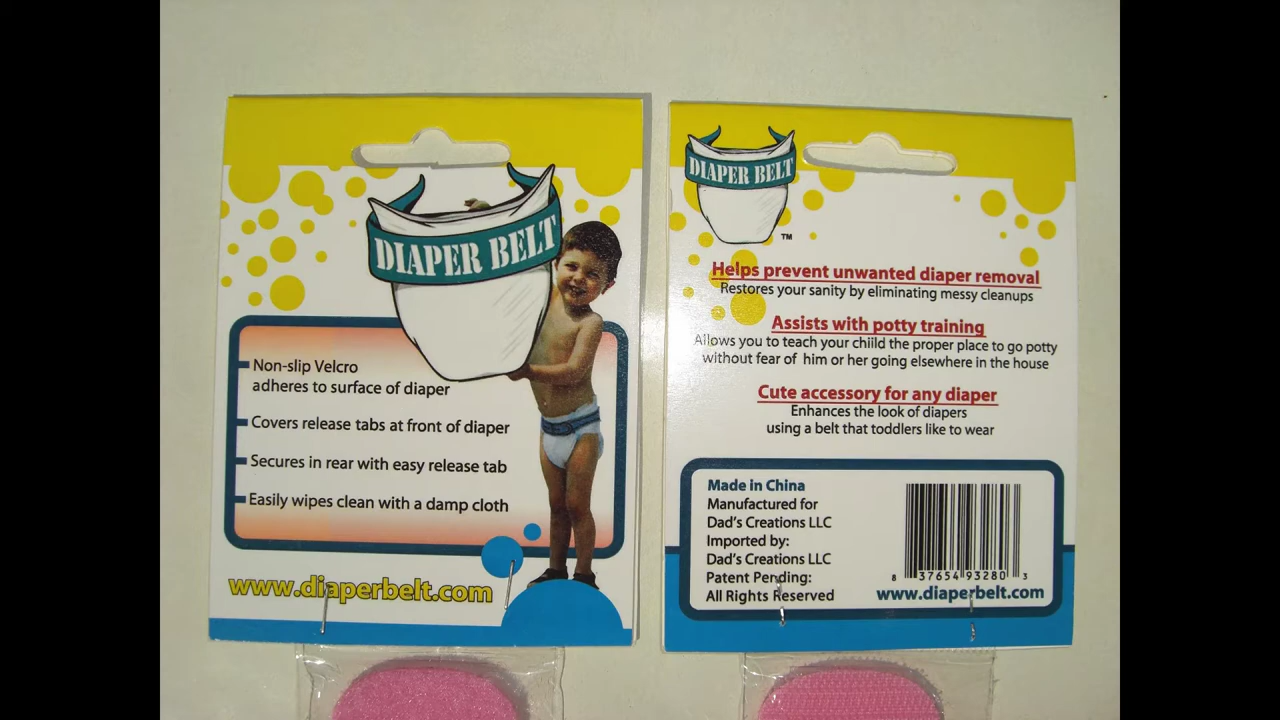 DIAPER BELT
Non-slip Velcro
adheres to surface of diaper
Covers release tabs at front of diaper
Secures in rear with easy release tab
Easily wipes clean with a damp cloth
www.diaperbelt.com
DIAPER BELT
TM
Helps prevent unwanted diaper removal
Restores your sanity by eliminating messy cleanups
Assists with potty training
Allows you to teach your chiild the proper place to go potty
without fear of him or her going elsewhere in the house
Cute accessory for any diaper
Enhances the look of diapers
using a belt that toddlers like to wear
Made in China
Manufactured for
Dad's Creations LLC
Imported by:
Dad's Creations LLC
Patent Pending:
All Rights Reserved
8 37654 93280 3
www.diaperbelt.com